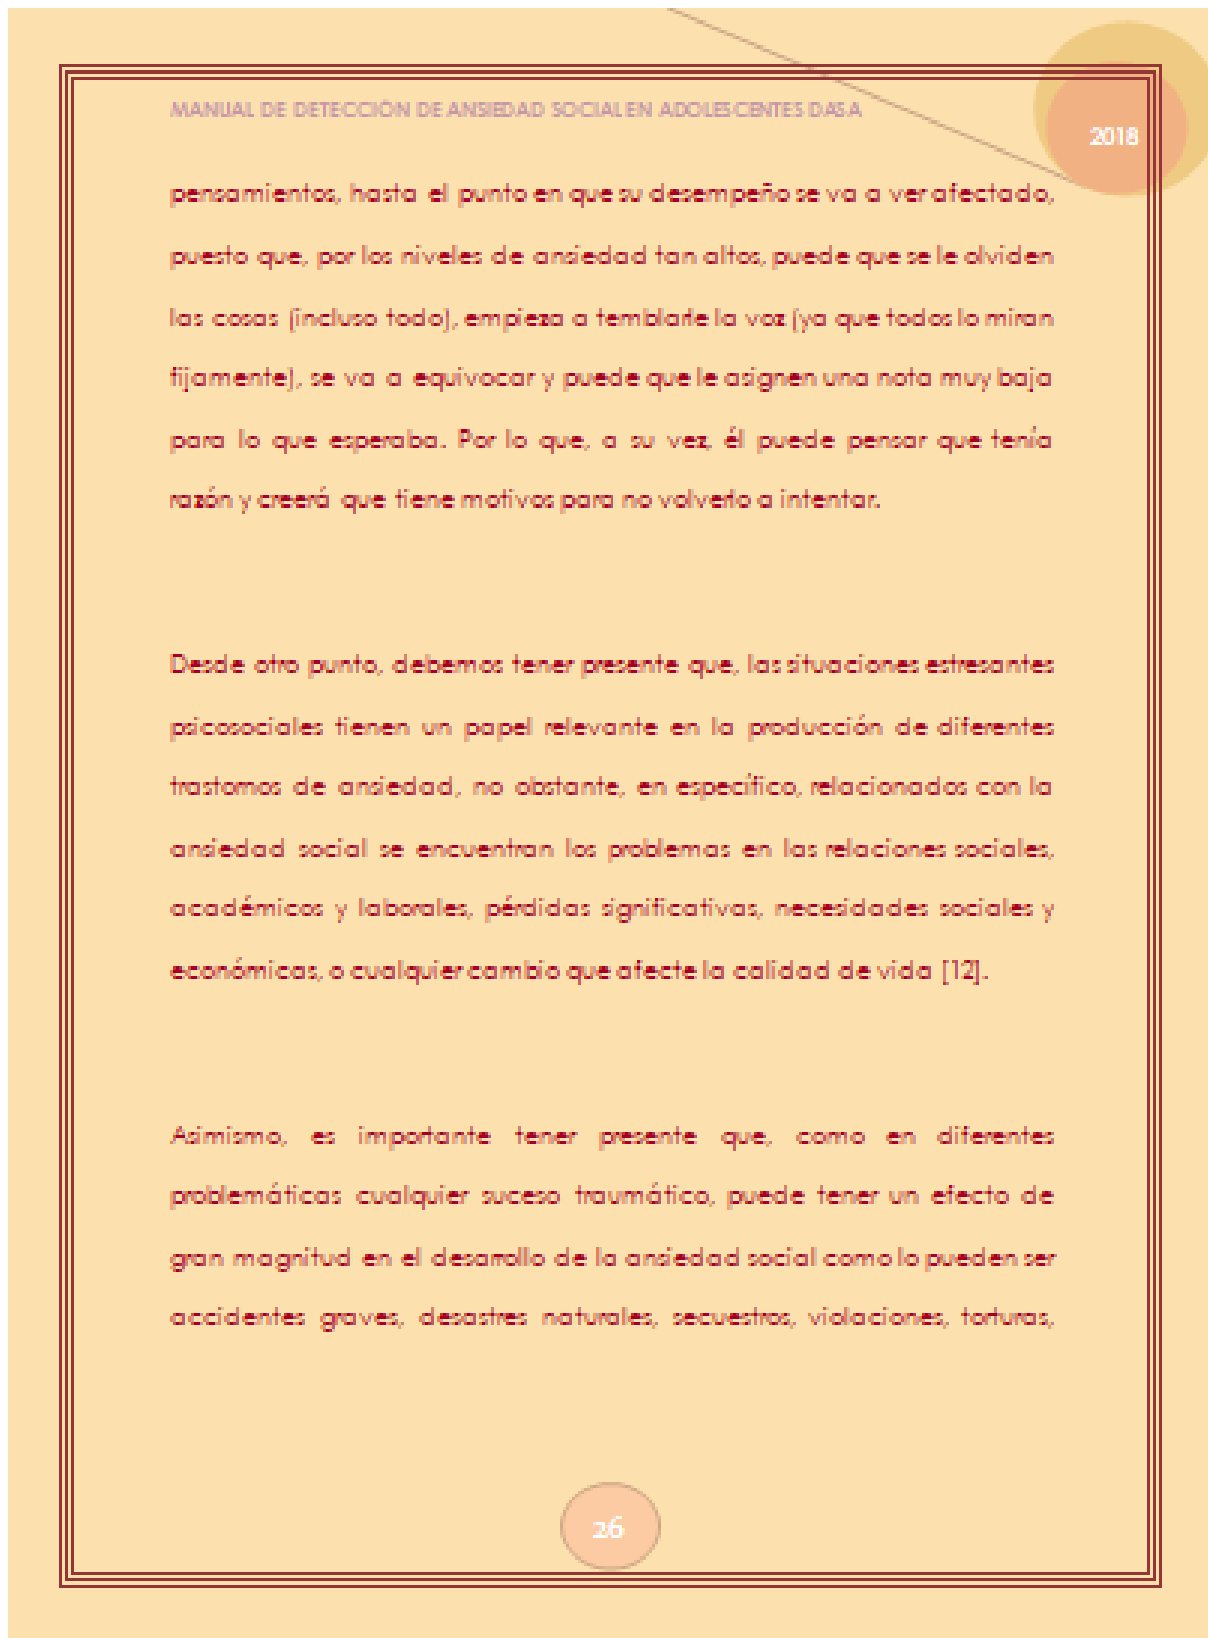 MANUAL DE DETECCIÓN DE ANSIEDAD SOCIAL EN ADOLESCENTES DASA
2018
pensamientos, hasta el punto en que su desempeño se va a ver afectado,
puesto que, por los niveles de ansiedad tan altos, puede que se le olviden
las cosas (incluso todo), empieza a temblarle la voz (ya que todos lo miran
fijamente), se va a equivocar y puede que le asignen una nota muy baja
para lo que esperaba. Por lo que, a su vez, él puede pensar que tenía
razón y creerá que tiene motivos para no volverlo a intentar.
Desde otro punto, debemos tener presente que, las situaciones estresantes
psicosociales tienen un papel relevante en la producción de diferentes
trastornos de ansiedad, no obstante, en específico, relacionados con la
ansiedad social se encuentran los problemas en las relaciones sociales,
académicos y laborales, pérdidas significativas, necesidades sociales y
económicas, o cualquier cambio que afecte la calidad de vida [12].
Asimismo, es importante tener presente que, como en diferentes
problemáticas cualquier suceso traumático, puede tener un efecto de
gran magnitud en el desarrollo de la ansiedad social como lo pueden ser
accidentes graves, desastres naturales, secuestros, violaciones, torturas,
26